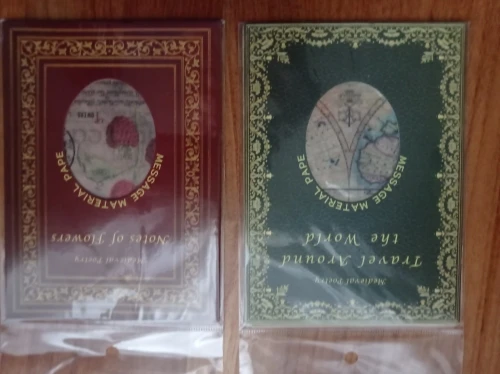 MESSAGE MATERIAL PAPE
Notes of Flowers
Medieval Poetry
MESSAGE MATERIAL PAPE
Travel Around
the World
Medieval Poetry